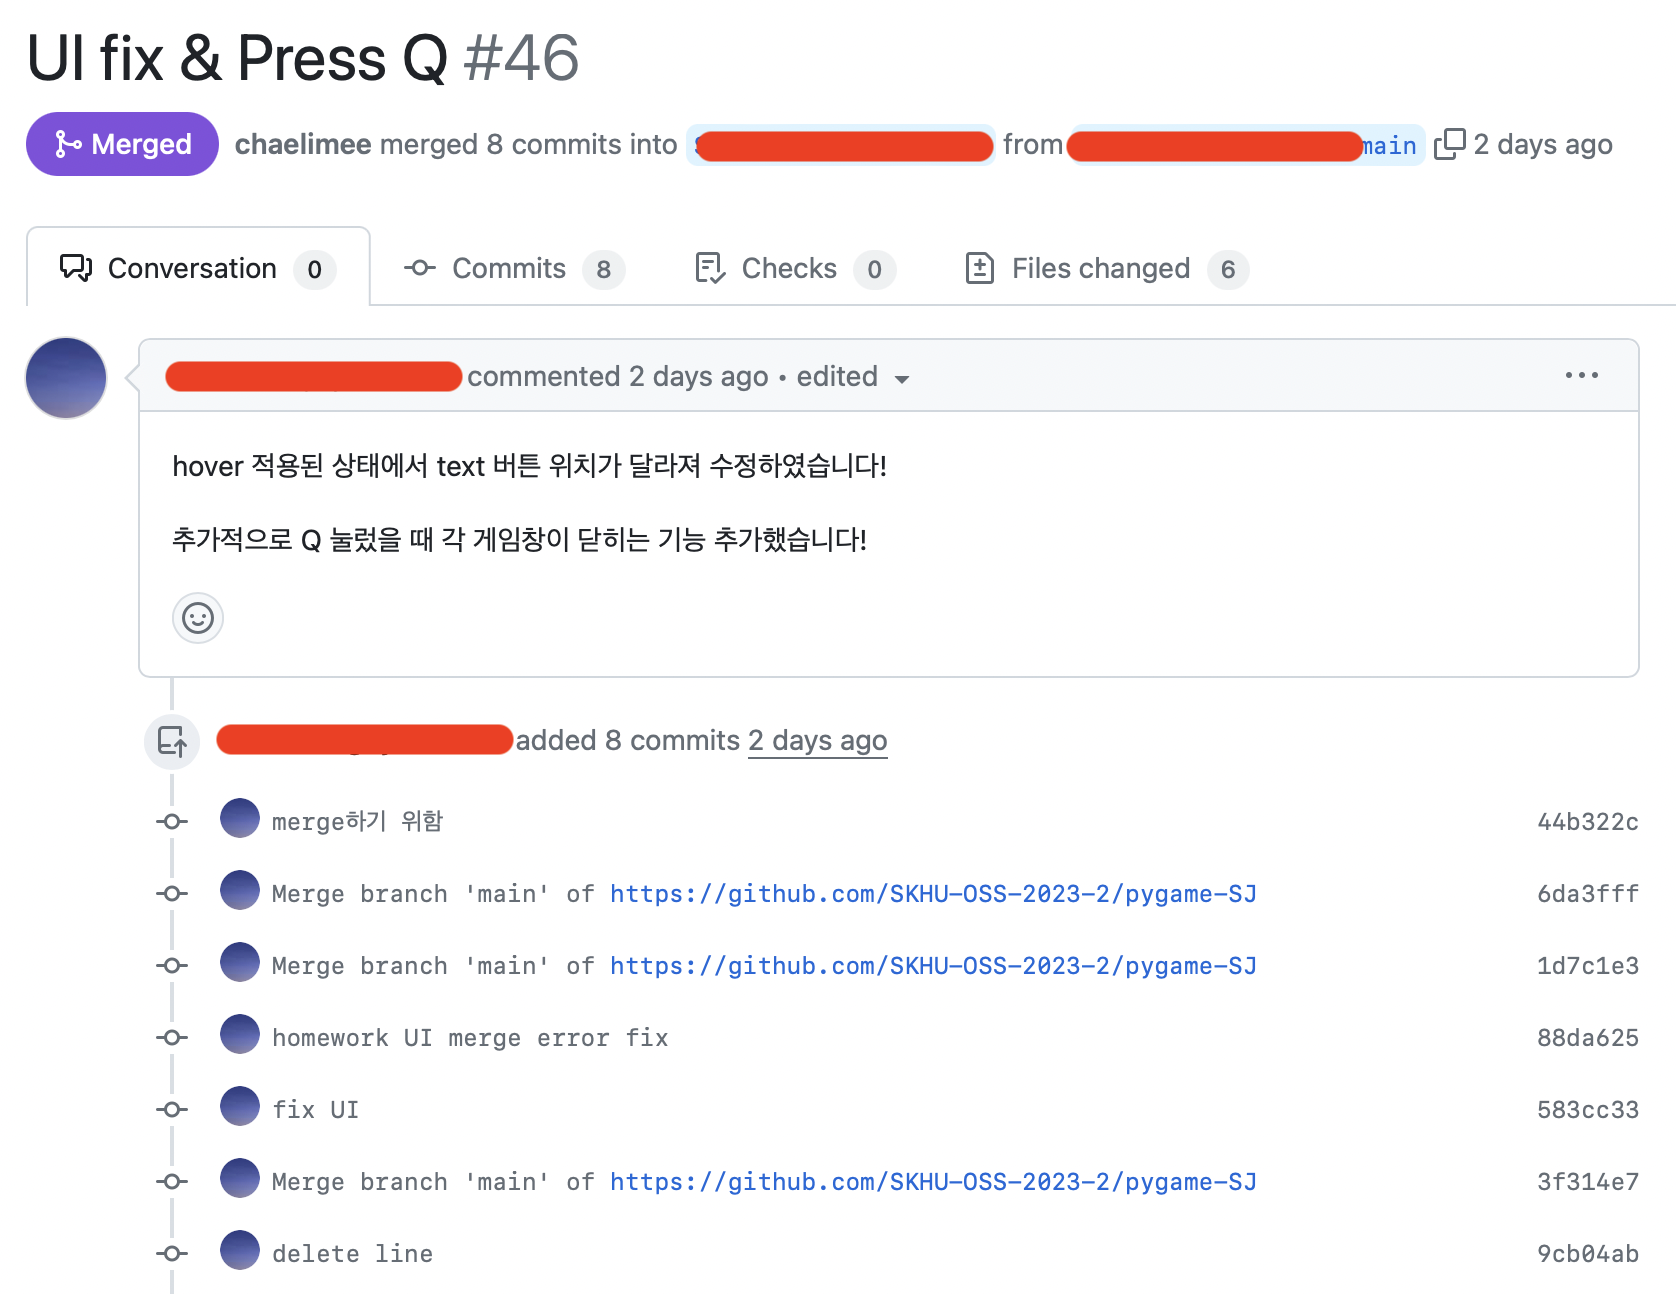 UI fix & Press Q #46
Merged chaelimee merged 8 commits into from main 2 days ago
Conversation 0 Commits 8 Checks 0 Files changed 6
commented 2 days ago • edited
hover 적용된 상태에서 text 버튼 위치가 달라져 수정하였습니다!
추가적으로 Q 눌렀을 때 각 게임창이 닫히는 기능 추가했습니다!
added 8 commits 2 days ago
merge하기 위함 44b322c
Merge branch 'main' of https://github.com/SKHU-OSS-2023-2/pygame-SJ 6da3fff
Merge branch 'main' of https://github.com/SKHU-OSS-2023-2/pygame-SJ 1d7c1e3
homework UI merge error fix 88da625
fix UI 583cc33
Merge branch 'main' of https://github.com/SKHU-OSS-2023-2/pygame-SJ 3f314e7
delete line 9cb04ab